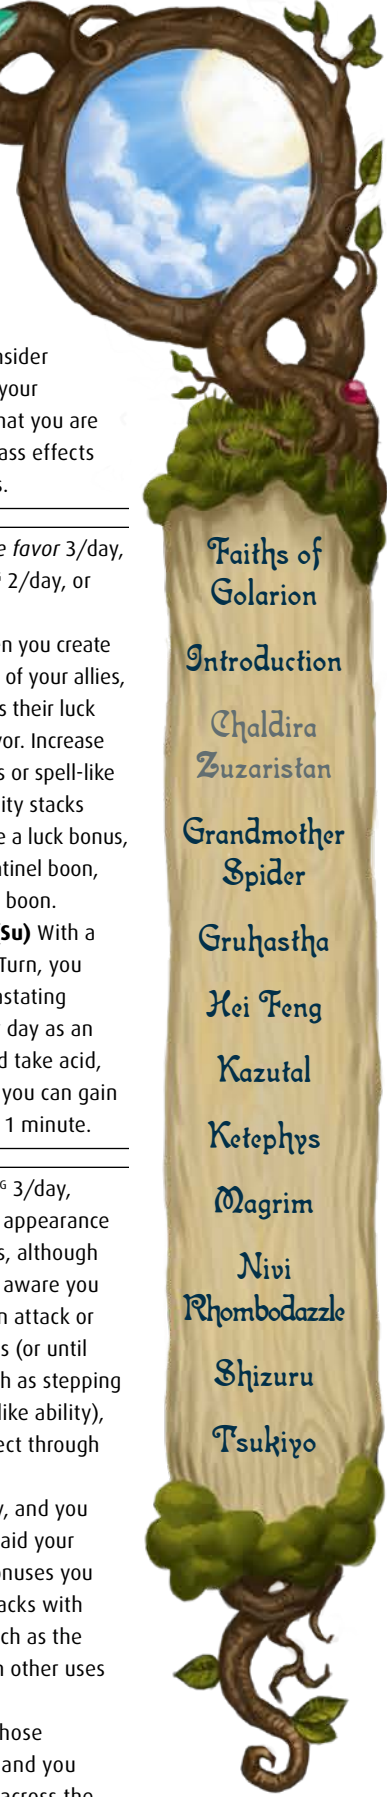 nsider
your
hat you are
ass effects
s.
e favor 3/day,
2/day, or
en you create
of your allies,
s their luck
vor. Increase
s or spell-like
ity stacks
e a luck bonus,
ntinel boon,
boon.
(Su) With a
Turn, you
astating
day as an
d take acid,
you can gain
1 minute.
G 3/day,
appearance
s, although
aware you
n attack or
s (or until
h as stepping
like ability),
ect through
y, and you
aid your
onuses you
acks with
ch as the
n other uses
hose
and you
across the
Faiths of
Golarion
Introduction
Chaldira
Zuzaristan
Grandmother
Spider
Gruhastha
Hei Feng
Kazutal
Ketephys
Magrim
Nivi
Rhombodazzle
Shizuru
Tsukiyo